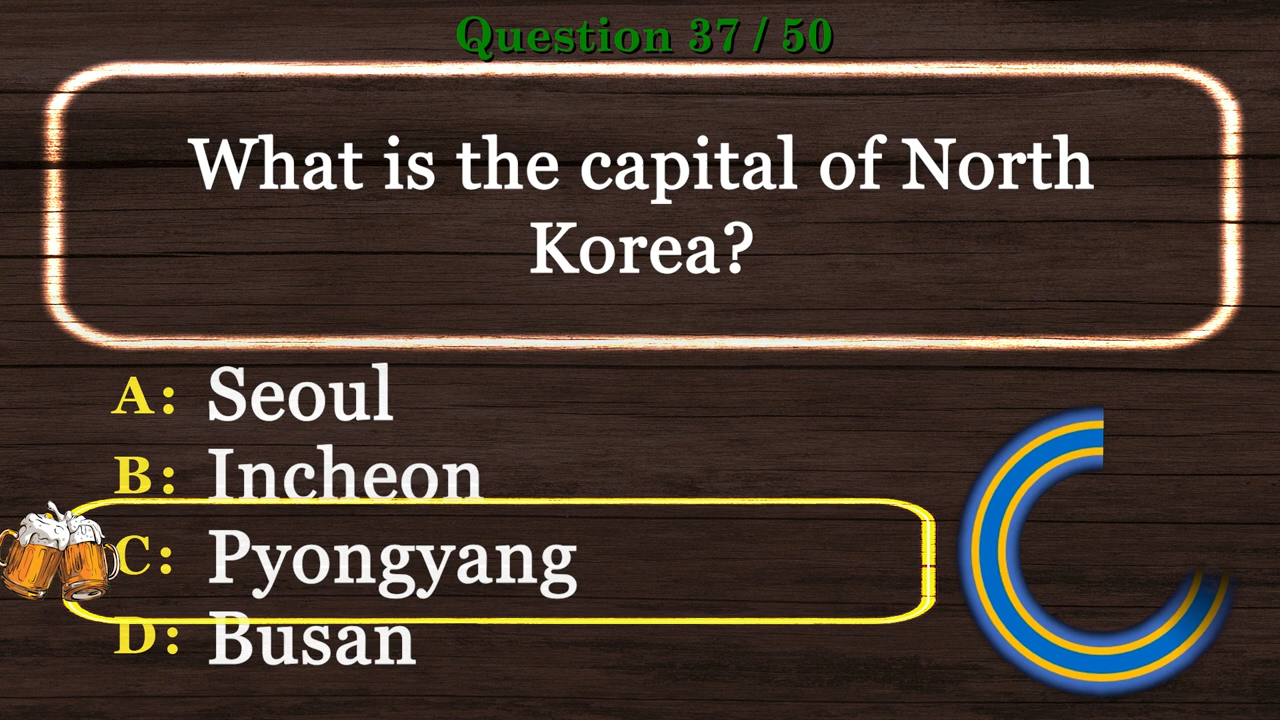 Question 37 / 50
What is the capital of North
Korea?
A: Seoul
B: Incheon
C: Pyongyang
D: Busan